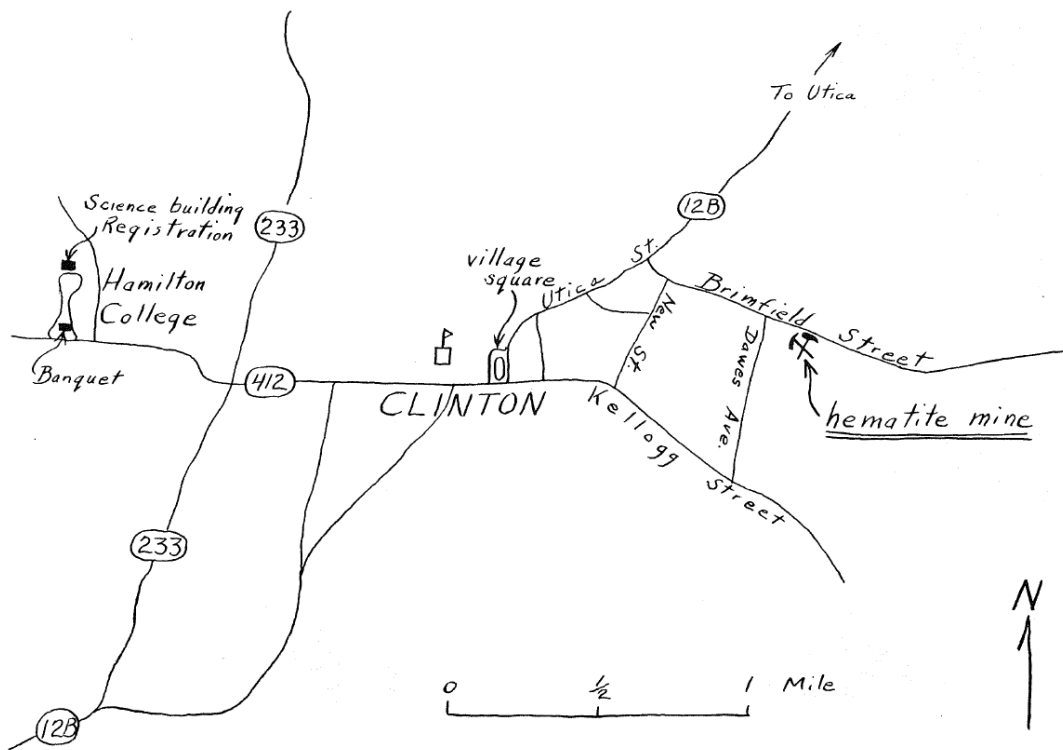 To Utica
12B
Science building
Registration
233
Hamilton
College
village
square
Utica St.
Brimfield Street
New St.
Dawes Ave.
Banquet
412
CLINTON
Kellogg Street
hematite mine
233
N
0 ½ 1 Mile
12B